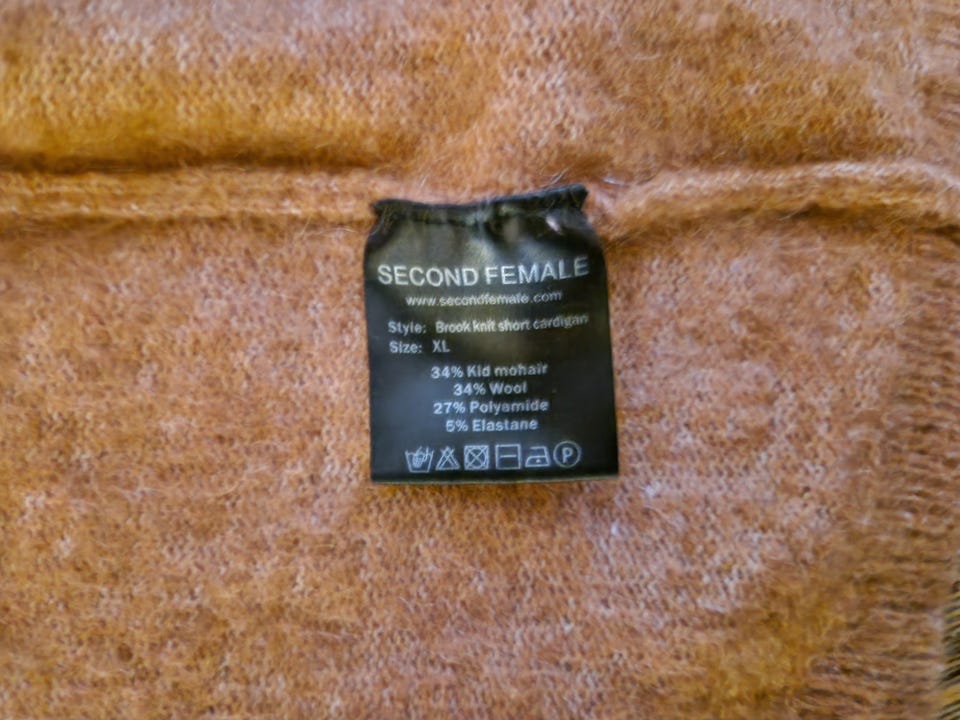 SECOND FEMALE
www.secondfemale.com
Style: Brook knit short cardigan
Size: XL
34% Kid mohair
34% Wool
27% Polyamide
5% Elastane
P